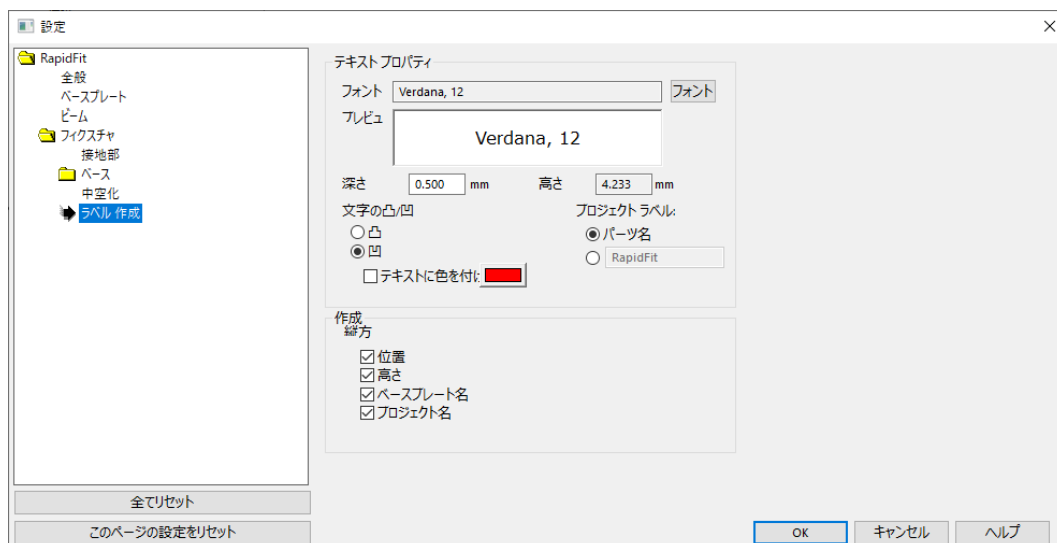 設定
RapidFit
全般
ベースプレート
ビーム
フィクスチャ
接地部
ベース
中空化
ラベル 作成
全てリセット
このページの設定をリセット
テキスト プロパティ
フォント Verdana, 12 フォント
プレビュ
Verdana, 12
深さ 0.500 mm 高さ 4.233 mm
文字の凸/凹 プロジェクト ラベル:
凸 パーツ名
凹 RapidFit
テキストに色を付け
作成
縦方
位置
高さ
ベースプレート名
プロジェクト名
OK キャンセル ヘルプ